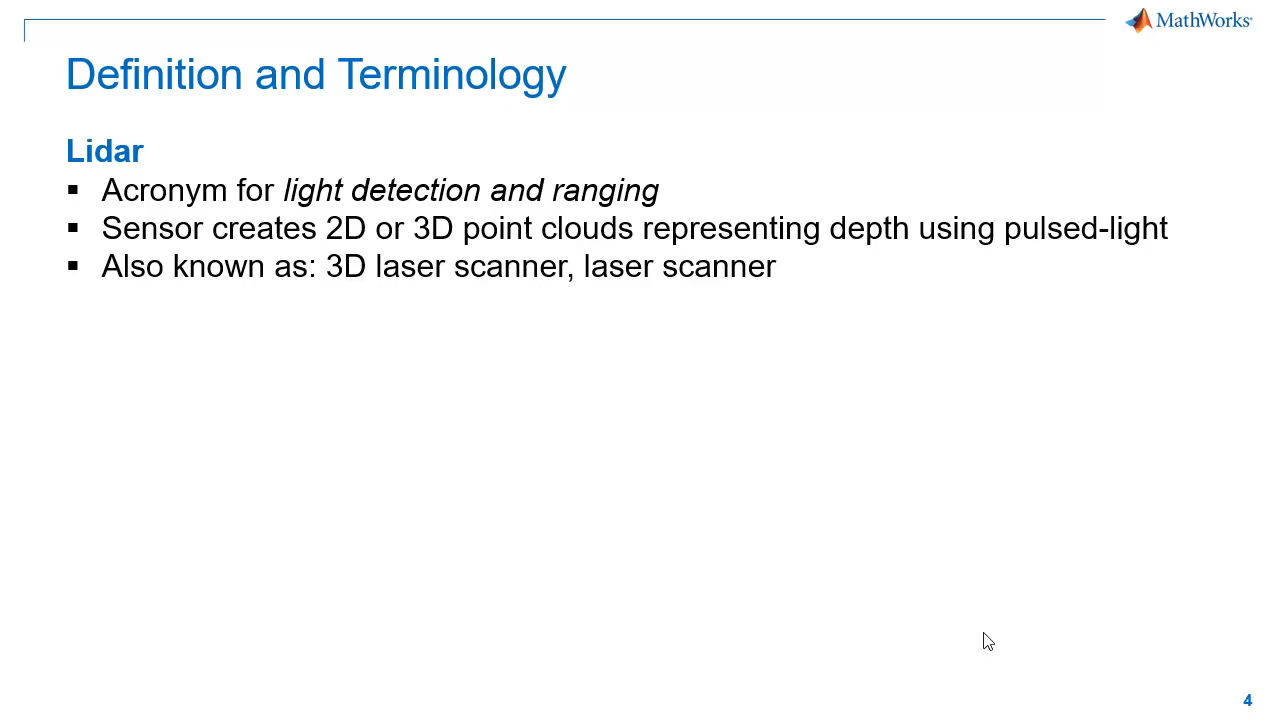 MathWorks
Definition and Terminology
Lidar
▪ Acronym for light detection and ranging
▪ Sensor creates 2D or 3D point clouds representing depth using pulsed-light
▪ Also known as: 3D laser scanner, laser scanner
4